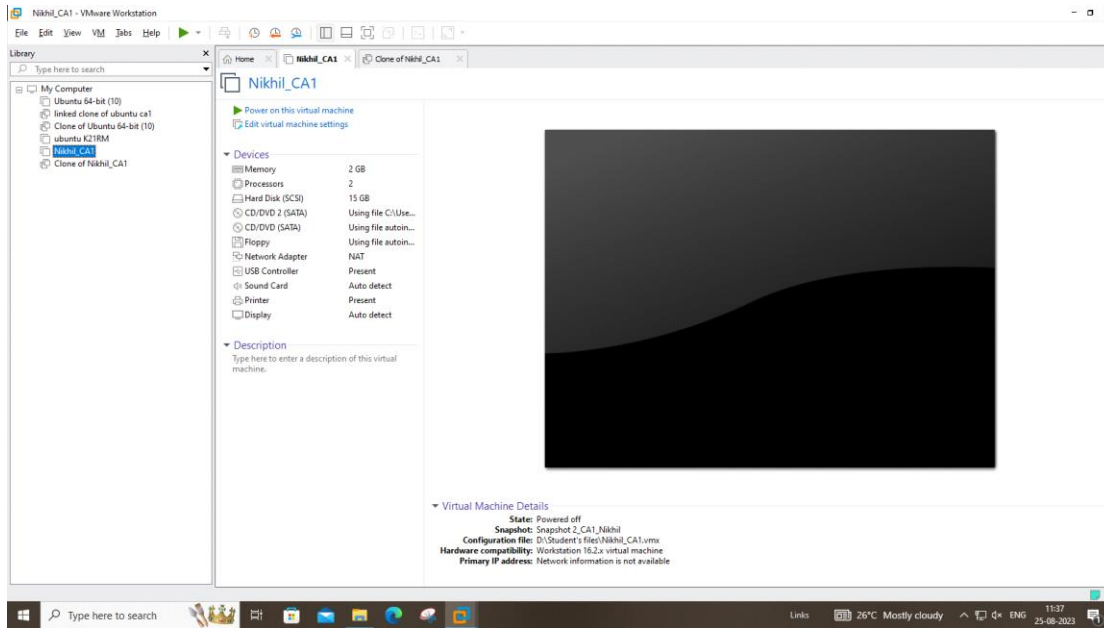 Nikhil_CA1 - VMware Workstation
File Edit View VM Tabs Help
Library
Type here to search
My Computer
Ubuntu 64-bit (10)
linked clone of ubuntu ca1
Clone of Ubuntu 64-bit (10)
ubuntu K21RM
Nikhil_CA1
Clone of Nikhil_CA1
Home Nikhil_CA1 Clone of Nikhil_CA1
Nikhil_CA1
Power on this virtual machine
Edit virtual machine settings
Devices
Memory 2 GB
Processors 2
Hard Disk (SCSI) 15 GB
CD/DVD 2 (SATA) Using file C:\Use...
CD/DVD (SATA) Using file autoin...
Floppy Using file autoin...
Network Adapter NAT
USB Controller Present
Sound Card Auto detect
Printer Present
Display Auto detect
Description
Type here to enter a description of this virtual
machine.
Virtual Machine Details
State: Powered off
Snapshot: Snapshot 2_CA1_Nikhil
Configuration file: D:\Student's files\Nikhil_CA1.vmx
Hardware compatibility: Workstation 16.2.x virtual machine
Primary IP address: Network information is not available
Type here to search
Links 26°C Mostly cloudy ENG 11:37
25-08-2023